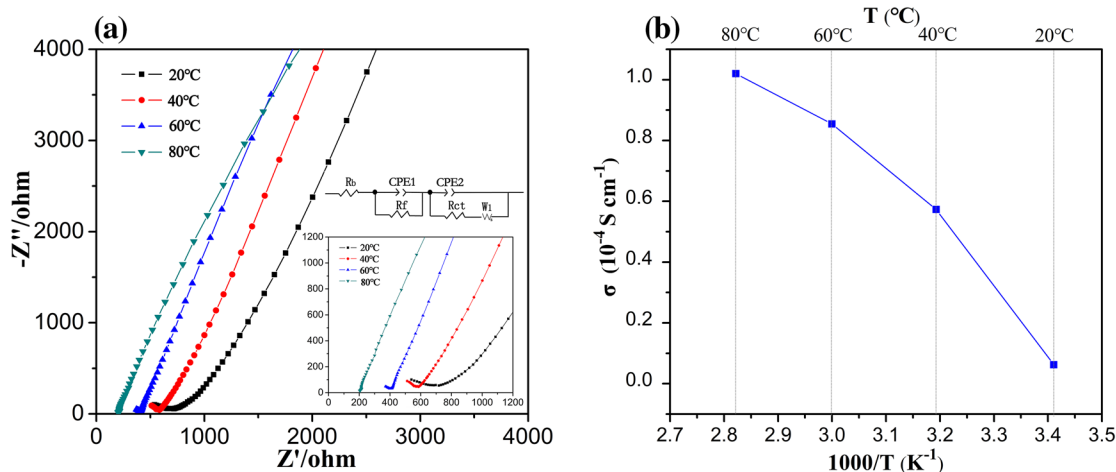 (a)
4000
3000
2000
1000
0
-Z''/ohm
20℃
40℃
60℃
80℃
Rb
CPE1
Rf
CPE2
Rct
W1
1200
1000
800
600
400
200
0
20℃
40℃
60℃
80℃
0 200 400 600 800 1000 1200
0 1000 2000 3000 4000
Z'/ohm
(b)
T (℃)
80℃ 60℃ 40℃ 20℃
1.0
0.8
0.6
0.4
0.2
0.0
σ (10⁻⁴ S cm⁻¹)
2.7 2.8 2.9 3.0 3.1 3.2 3.3 3.4 3.5
1000/T (K⁻¹)